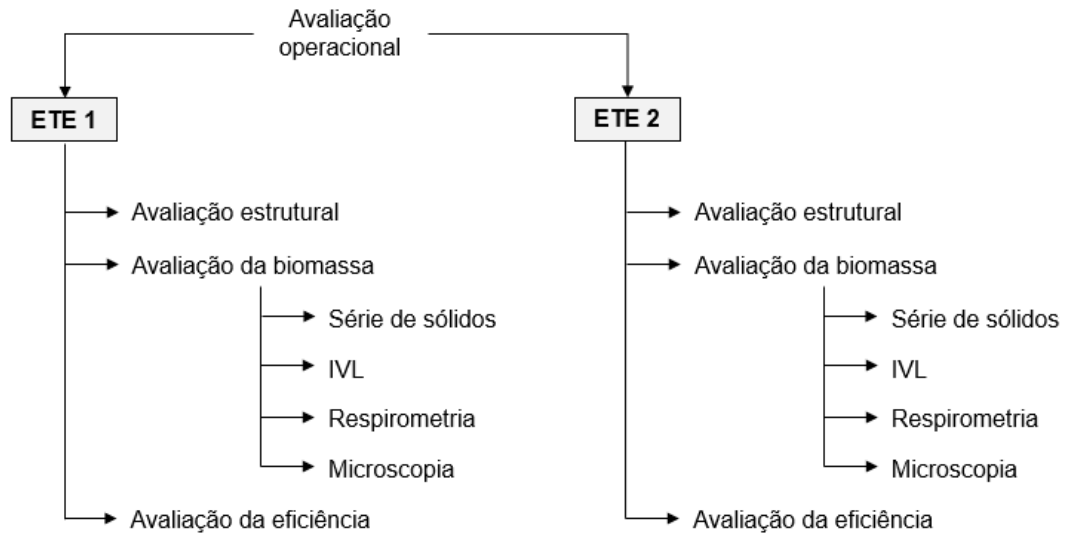 Avaliação
operacional
ETE 1
Avaliação estrutural
Avaliação da biomassa
Série de sólidos
IVL
Respirometria
Microscopia
Avaliação da eficiência
ETE 2
Avaliação estrutural
Avaliação da biomassa
Série de sólidos
IVL
Respirometria
Microscopia
Avaliação da eficiência